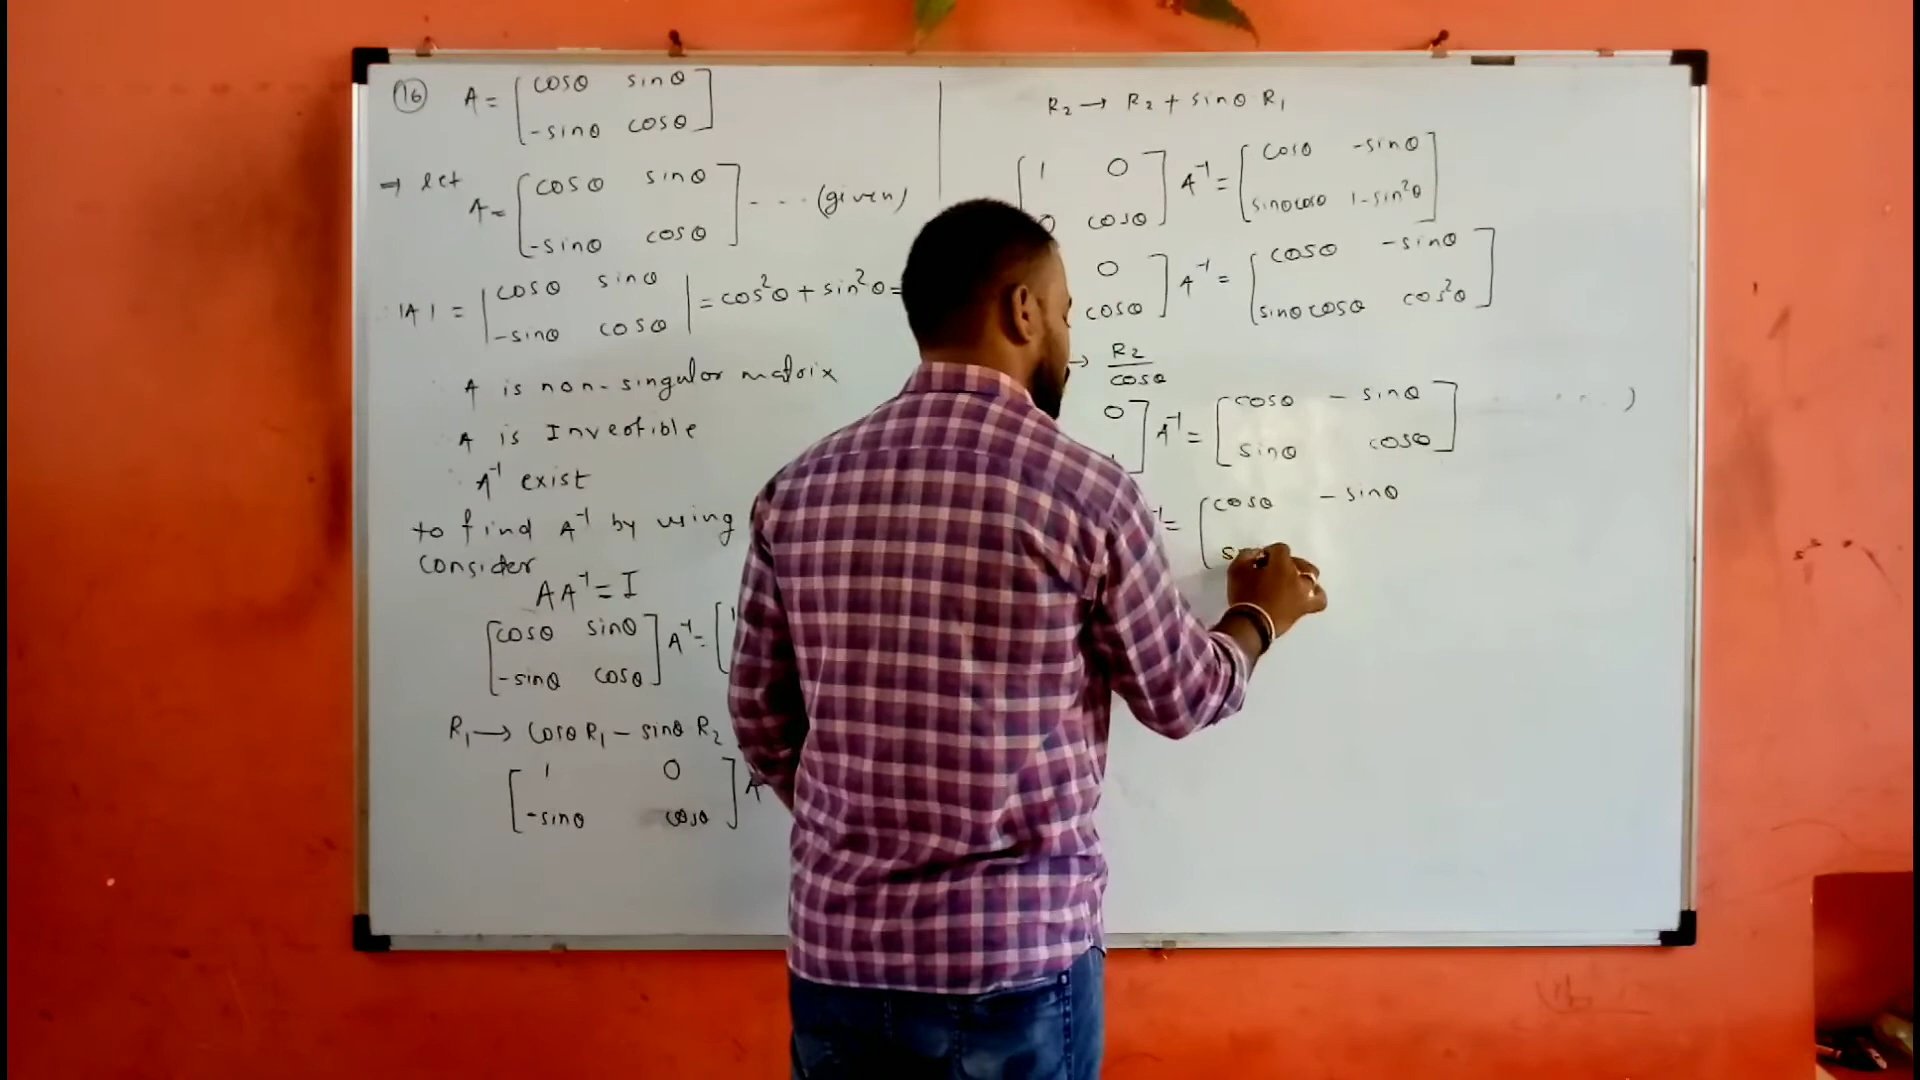 (16) A = [cosθ sinθ
-sinθ cosθ]
→ let A = [cosθ sinθ
-sinθ cosθ] - - - (given)
|A| = |cosθ sinθ
-sinθ cosθ| = cos²θ + sin²θ =
A is non-singular matrix
A is Invertible
A⁻¹ exist
to find A⁻¹ by using
consider
AA⁻¹ = I
[cosθ sinθ
-sinθ cosθ] A⁻¹ = [1
R₁ → cosθ R₁ - sinθ R₂
[1 0
-sinθ cosθ] A
R₂ → R₂ + sinθ R₁
[1 0
0 cosθ] A⁻¹ = [cosθ -sinθ
sinθcosθ 1-sin²θ]
0
cosθ] A⁻¹ = [cosθ -sinθ
sinθcosθ cos²θ]
→ R₂/cosθ
0
] A⁻¹ = [cosθ - sinθ
sinθ cosθ]
⁻¹ = [cosθ - sinθ
s